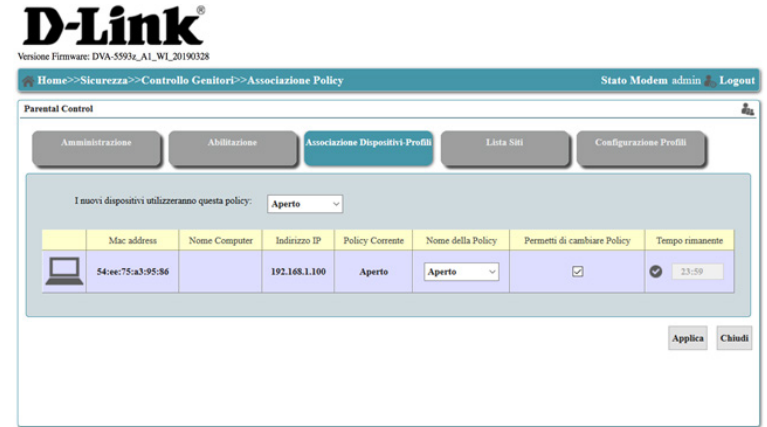 D-Link®
Versione Firmware: DVA-5593z_A1_WI_20190328
Home>>Sicurezza>>Controllo Genitori>>Associazione Policy Stato Modem admin Logout
Parental Control
Amministrazione Abilitazione Associazione Dispositivi-Profili Lista Siti Configurazione Profili
I nuovi dispositivi utilizzeranno questa policy: Aperto
Mac address Nome Computer Indirizzo IP Policy Corrente Nome della Policy Permetti di cambiare Policy Tempo rimanente
54:ee:75:a3:95:86 192.168.1.100 Aperto Aperto 23:59
Applica Chiudi